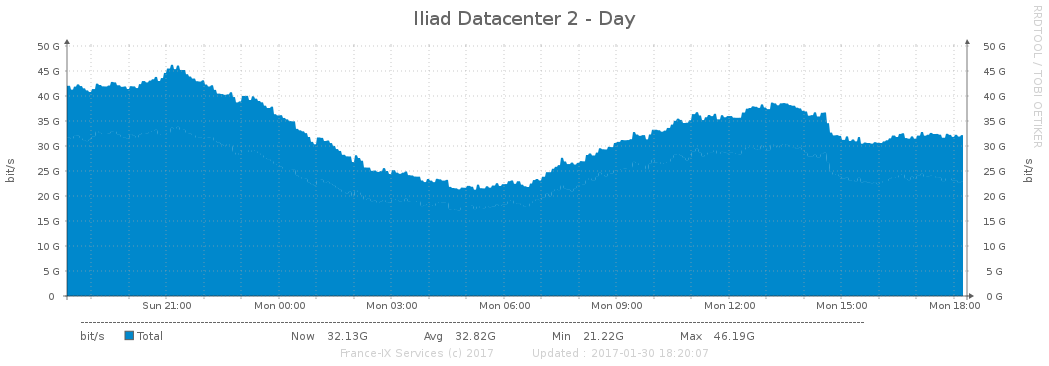 Iliad Datacenter 2 - Day
RRDTOOL / TOBI OETIKER
bit/s
50 G 50 G
45 G 45 G
40 G 40 G
35 G 35 G
30 G 30 G
25 G 25 G
20 G 20 G
15 G 15 G
10 G 10 G
5 G 5 G
0 0 G
bit/s
Sun 21:00 Mon 00:00 Mon 03:00 Mon 06:00 Mon 09:00 Mon 12:00 Mon 15:00 Mon 18:00
bit/s Total Now 32.13G Avg 32.82G Min 21.22G Max 46.19G
France-IX Services (c) 2017 Updated : 2017-01-30 18:20:07